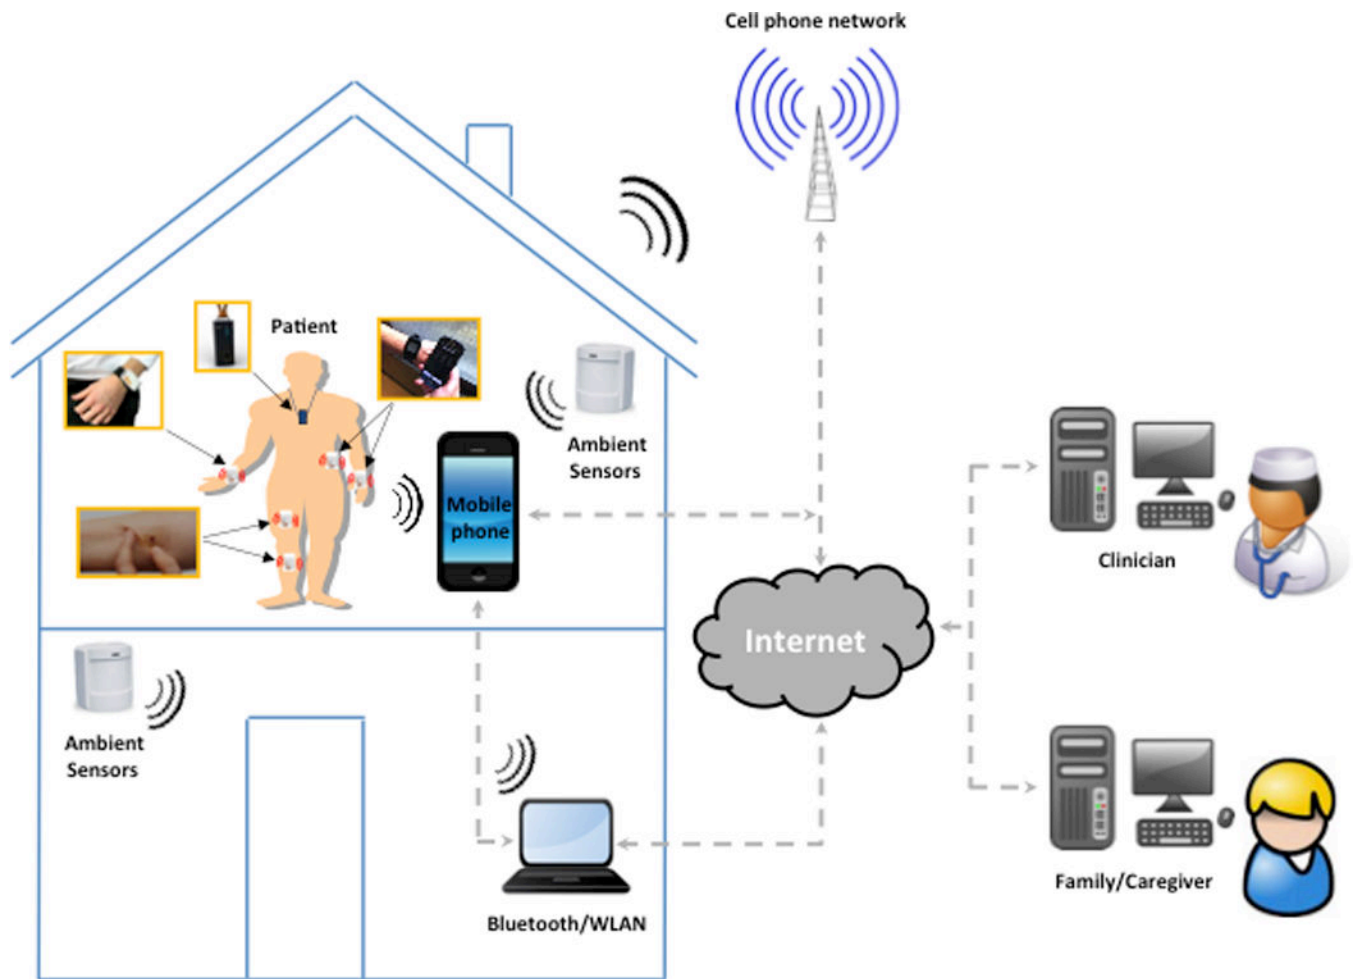 Cell phone network
Patient
Ambient
Sensors
Mobile
phone
Clinician
Internet
Ambient
Sensors
Family/Caregiver
Bluetooth/WLAN